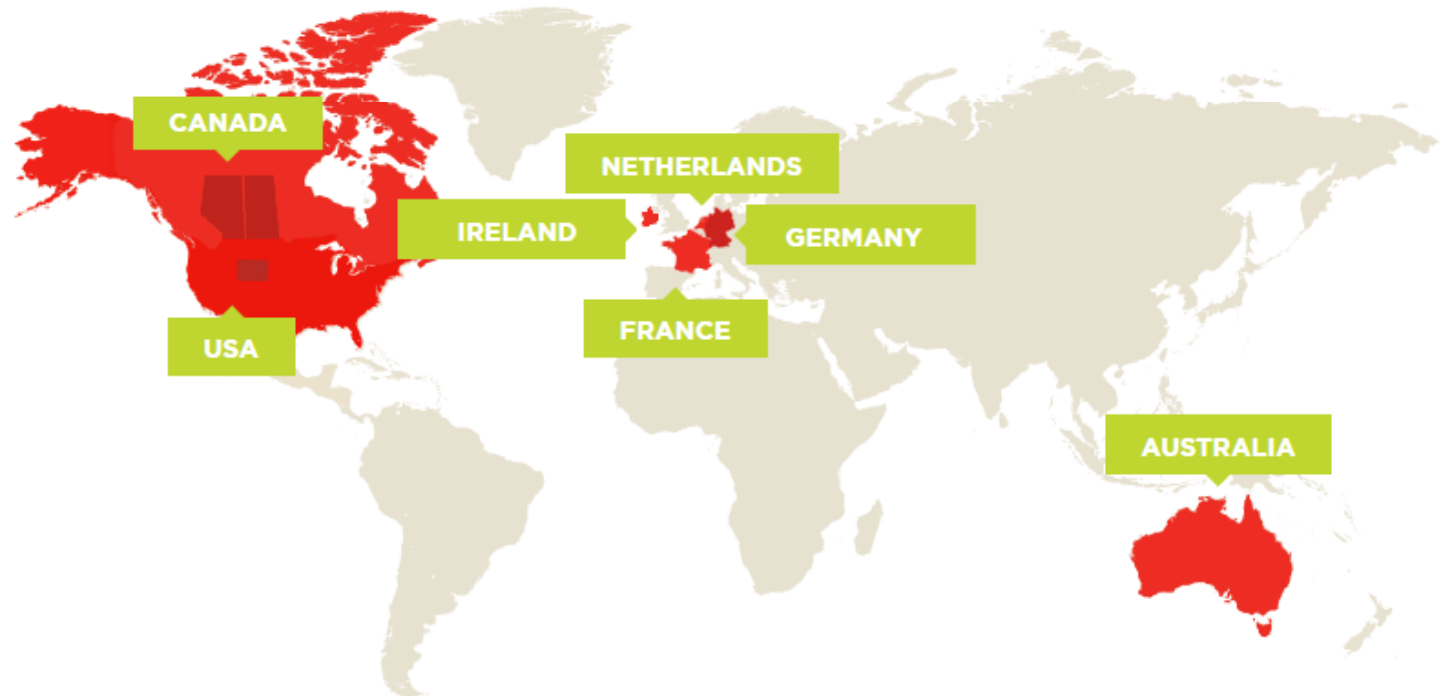 CANADA
NETHERLANDS
IRELAND
GERMANY
FRANCE
USA
AUSTRALIA